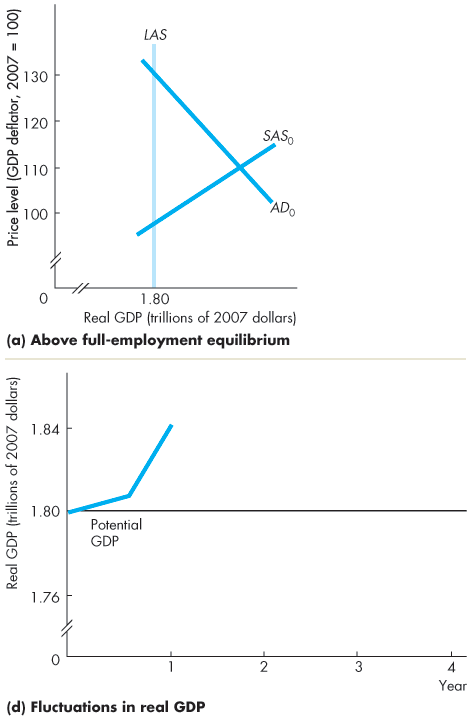 Price level (GDP deflator, 2007 = 100)
LAS
130
120
SAS0
110
100
AD0
0
1.80
Real GDP (trillions of 2007 dollars)
(a) Above full-employment equilibrium
Real GDP (trillions of 2007 dollars)
1.84
1.80
Potential
GDP
1.76
0
1
2
3
4
Year
(d) Fluctuations in real GDP